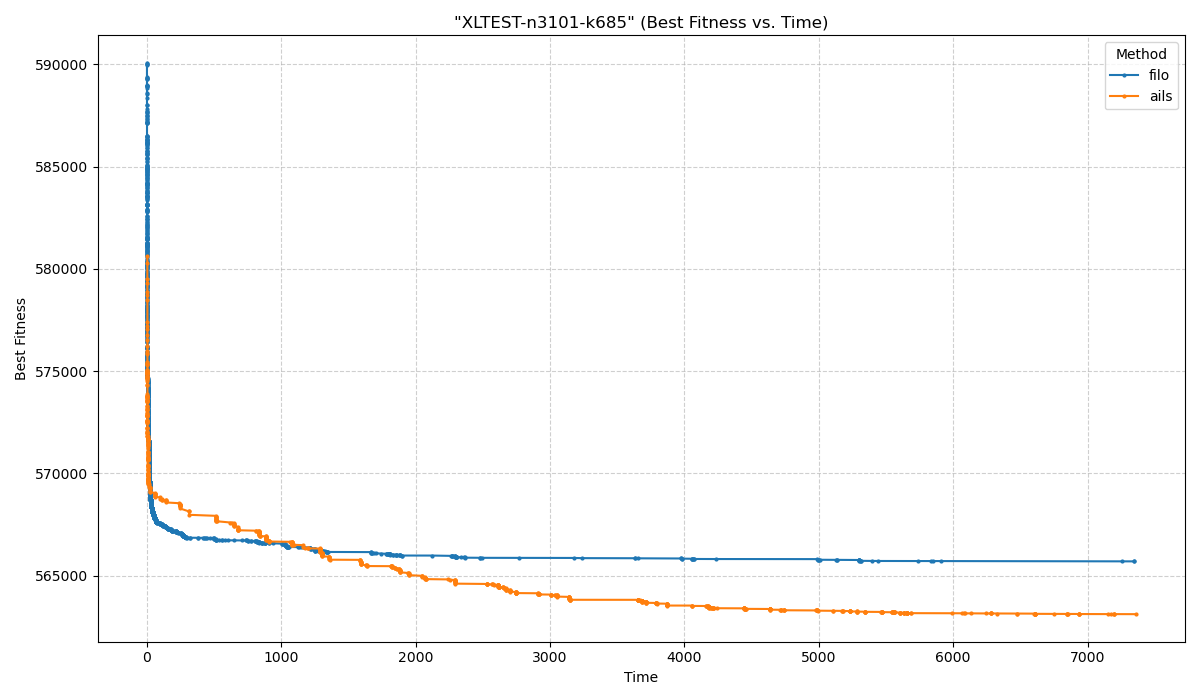 "XLTEST-n3101-k685" (Best Fitness vs. Time)
Method
filo
ails
590000
585000
580000
575000
570000
565000
Best Fitness
0 1000 2000 3000 4000 5000 6000 7000
Time